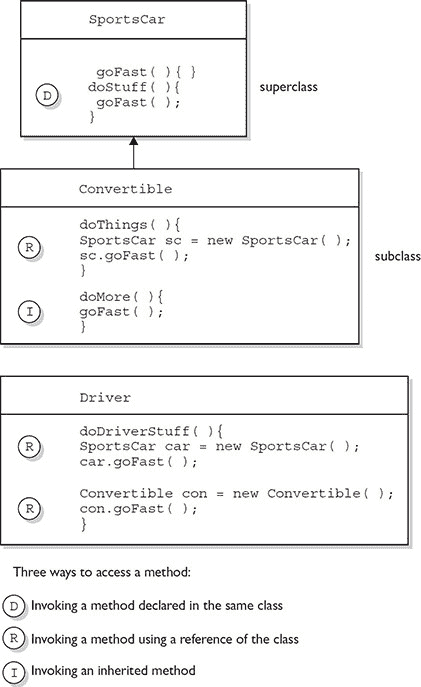 SportsCar
goFast( ){ }
D
doStuff( ){
goFast( );
}
superclass
Convertible
doThings( ){
R
SportsCar sc = new SportsCar( );
sc.goFast( );
}
subclass
doMore( ){
I
goFast( );
}
Driver
doDriverStuff( ){
R
SportsCar car = new SportsCar( );
car.goFast( );
Convertible con = new Convertible( );
R
con.goFast( );
}
Three ways to access a method:
D Invoking a method declared in the same class
R Invoking a method using a reference of the class
I Invoking an inherited method